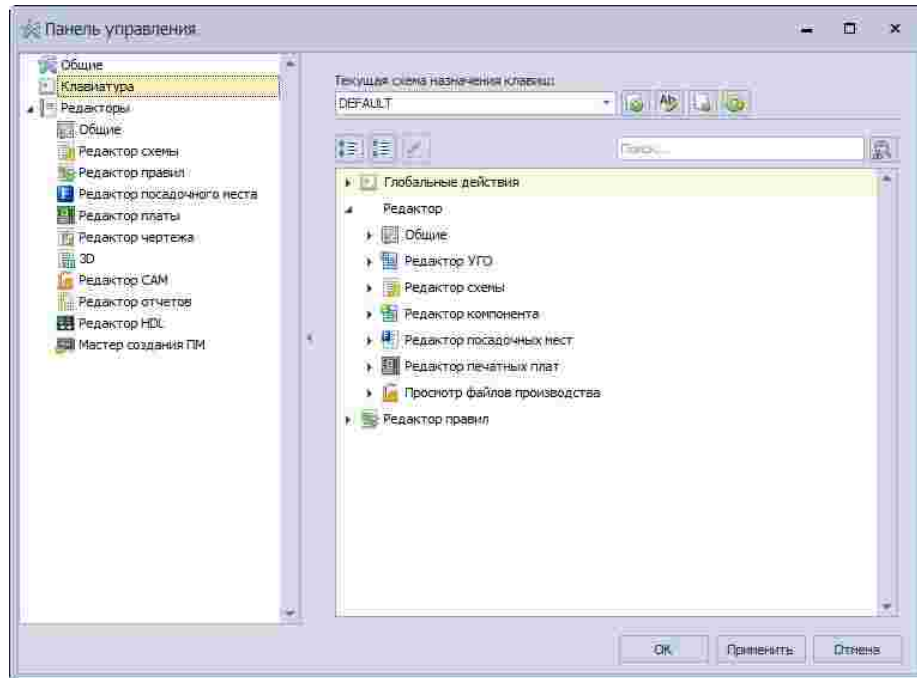 Панель управления
Общие
Клавиатура
Редакторы
Общие
Редактор схемы
Редактор правил
Редактор посадочного места
Редактор платы
Редактор чертежа
3D
Редактор CAM
Редактор отчетов
Редактор HDL
Мастер создания ПМ
Текущая схема назначения клавиш:
DEFAULT
Поиск...
Глобальные действия
Редактор
Общие
Редактор УГО
Редактор схемы
Редактор компонента
Редактор посадочных мест
Редактор печатных плат
Просмотр файлов производства
Редактор правил
ОК Применить Отмена